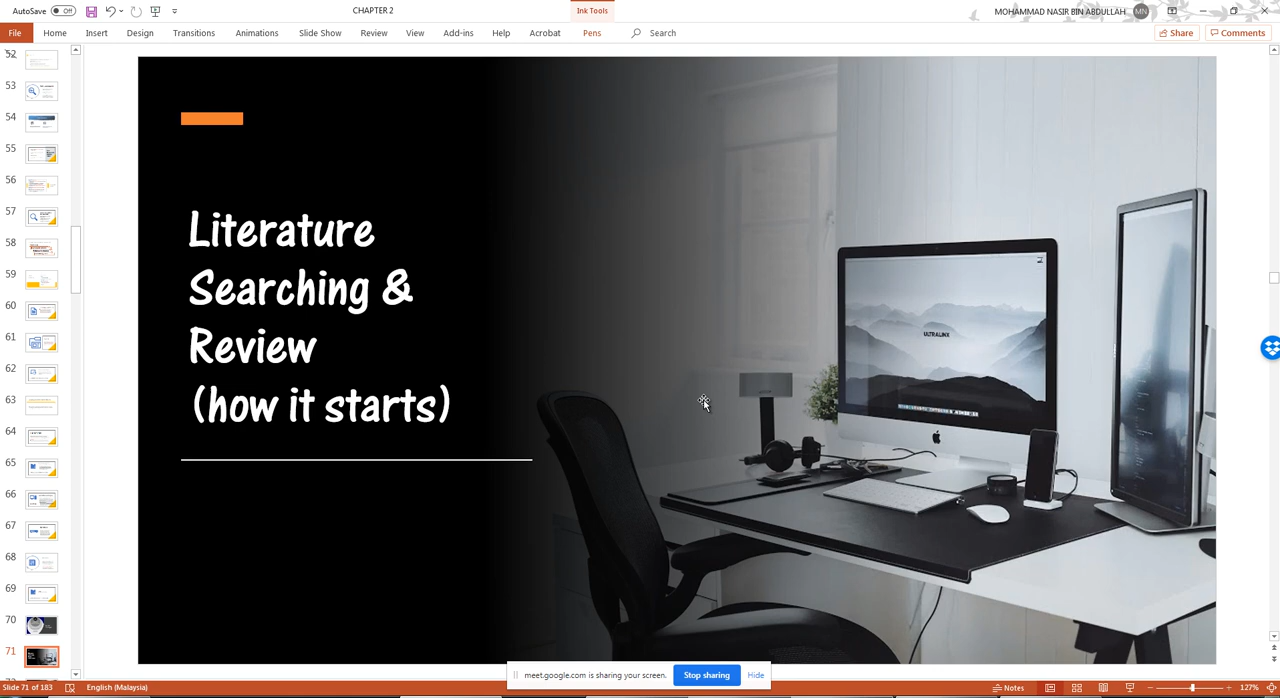 AutoSave Off
CHAPTER 2
Ink Tools
MOHAMMAD NASIR BIN ABDULLAH MN
File Home Insert Design Transitions Animations Slide Show Review View Add-ins Help Acrobat Pens Search Share Comments
52
53
54
55
56
57
58
59
60
61
62
63
64
65
66
67
68
69
70
71
Literature
Searching &
Review
(how it starts)
ULTRALINX
meet.google.com is sharing your screen. Stop sharing Hide
Slide 71 of 183 English (Malaysia) Notes 127%